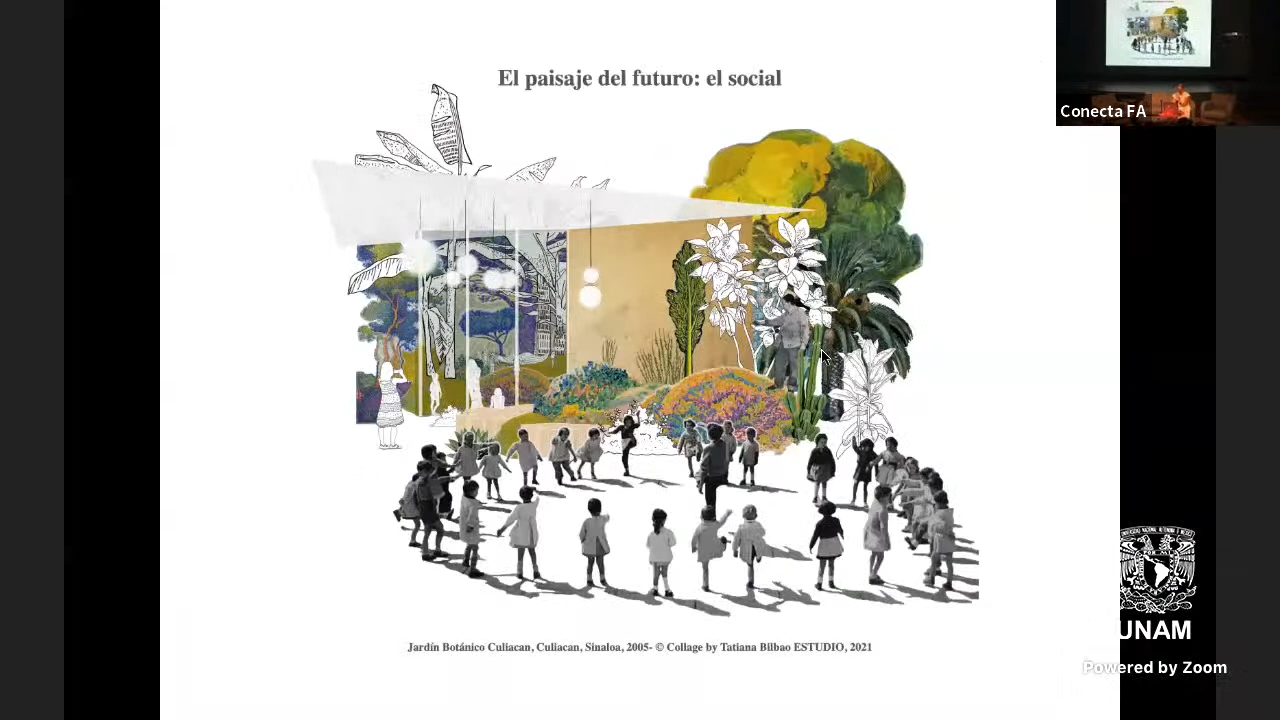 El paisaje del futuro: el social
Conecta FA
Jardín Botánico Culiacan, Culiacan, Sinaloa, 2005- © Collage by Tatiana Bilbao ESTUDIO, 2021
UNAM
Powered by Zoom